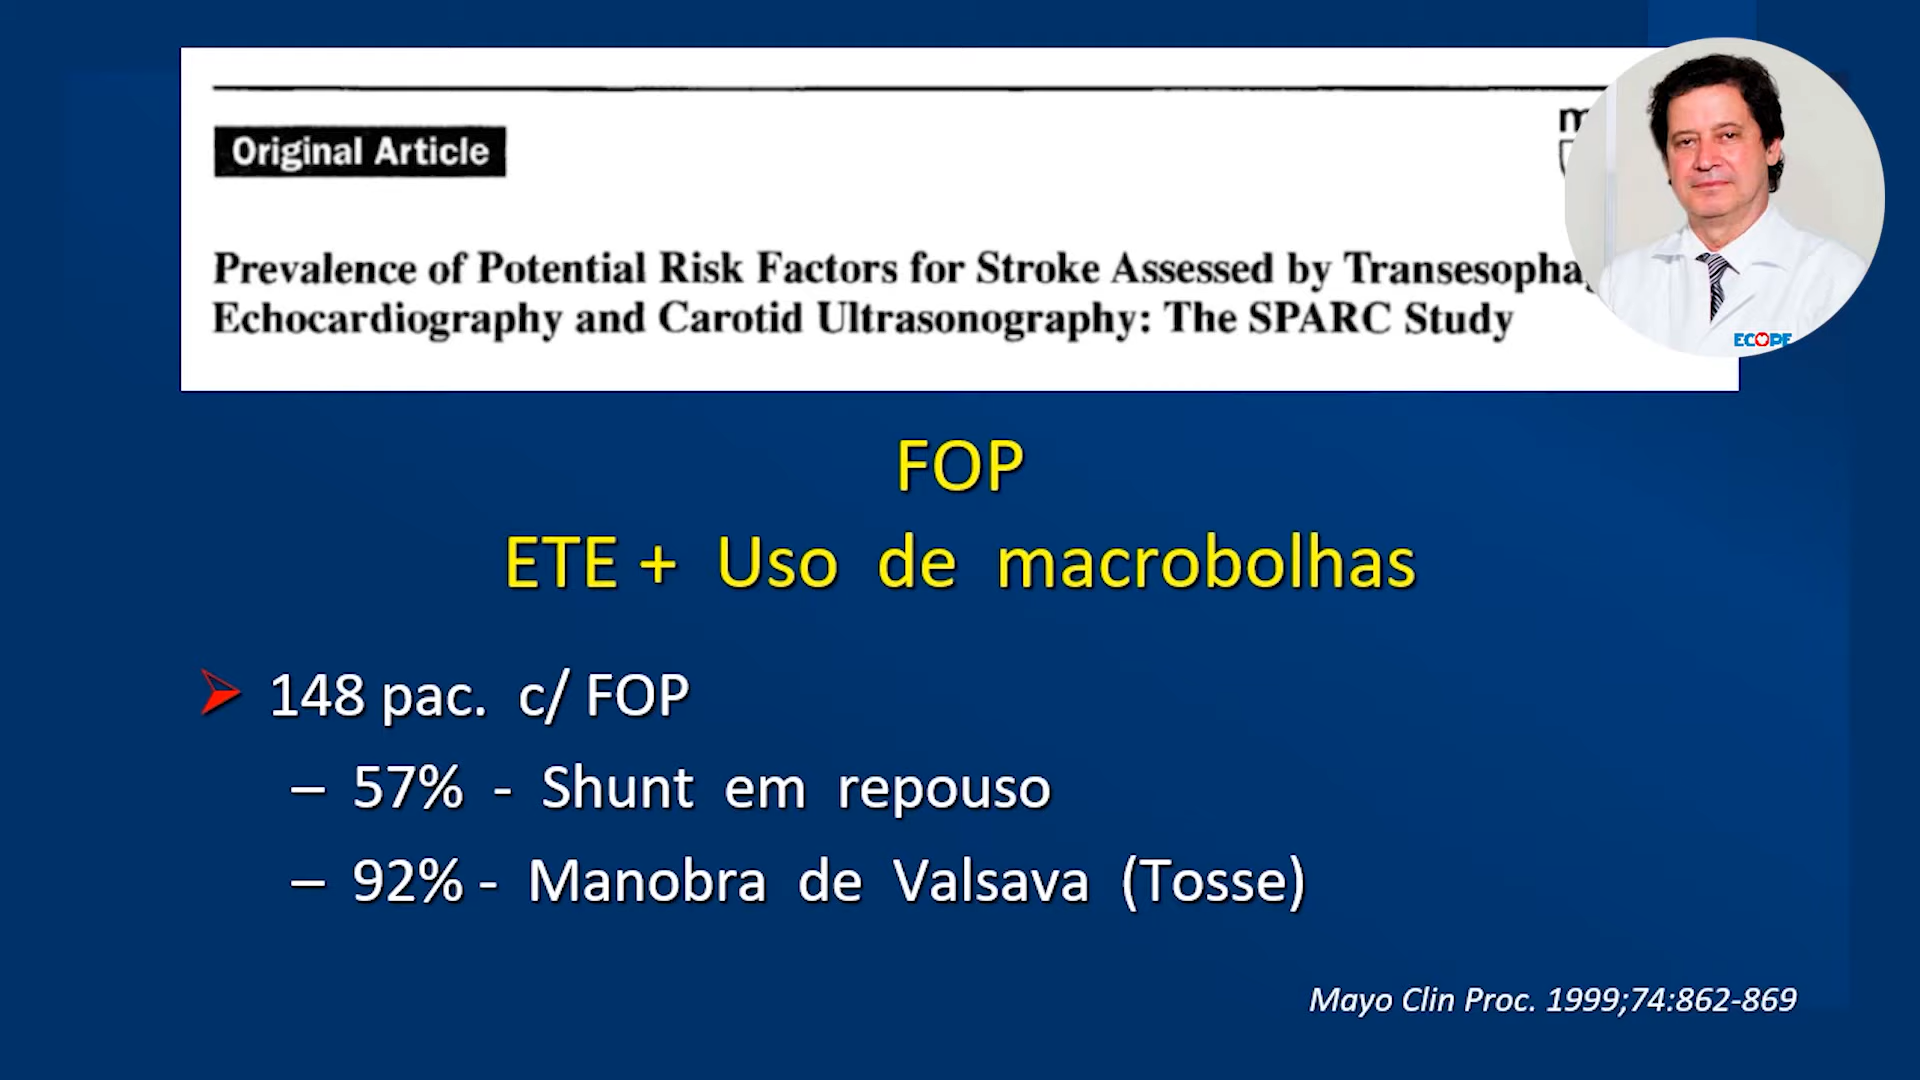 Original Article
Prevalence of Potential Risk Factors for Stroke Assessed by
Echocardiography and Carotid Ultrasonography: The SPARC Study
ECOPE
FOP
ETE + Uso de macrobolhas
148 pac. c/ FOP
– 57% - Shunt em repouso
– 92% - Manobra de Valsava (Tosse)
Mayo Clin Proc. 1999;74:862-869